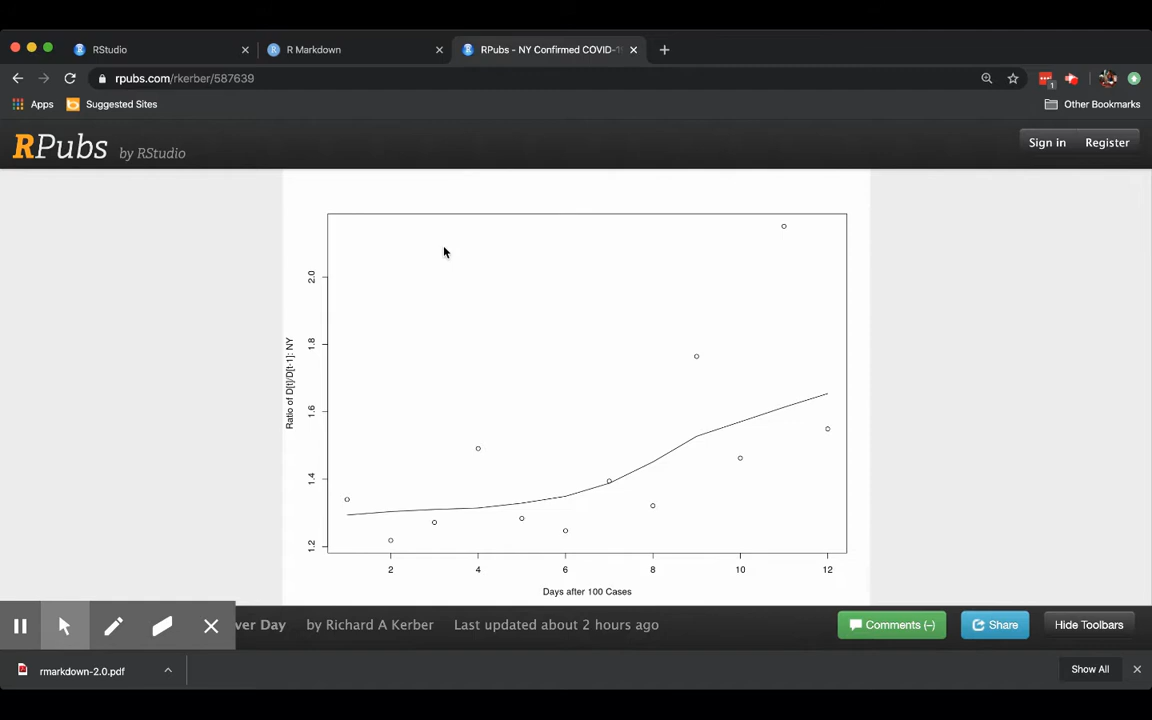 RStudio
R Markdown
RPubs - NY Confirmed COVID-1
rpubs.com/rkerber/587639
1
Apps
Suggested Sites
Other Bookmarks
RPubs by RStudio
Sign in
Register
2.0
1.8
1.6
1.4
1.2
Ratio of D[t]/D[t-1]: NY
2 4 6 8 10 12
Days after 100 Cases
ver Day by Richard A Kerber Last updated about 2 hours ago
Comments (–)
Share
Hide Toolbars
rmarkdown-2.0.pdf
Show All